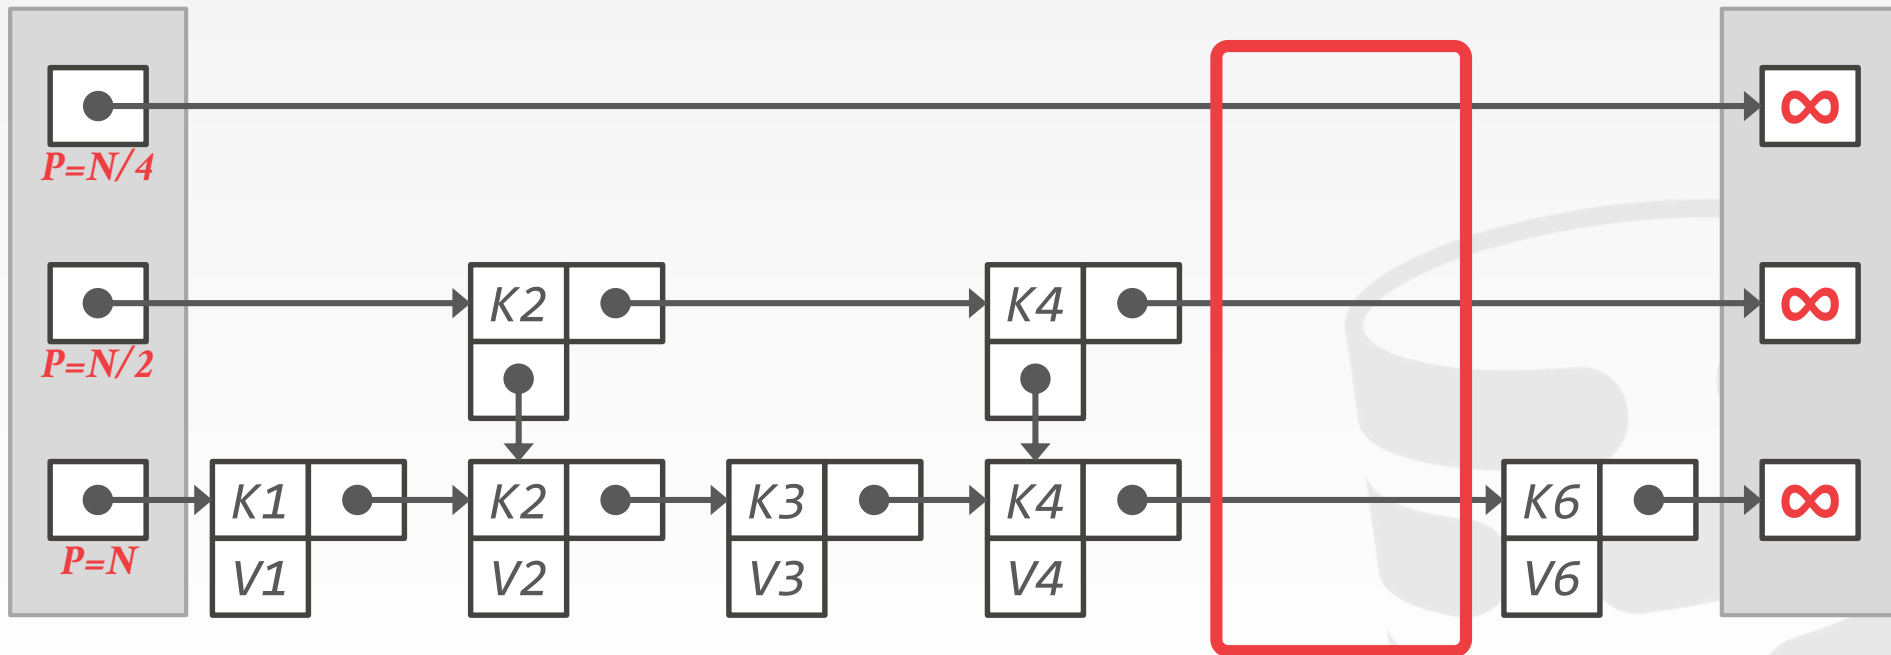 ∞
P=N/4
K2 K4 ∞
P=N/2
K1 K2 K3 K4 K6 ∞
P=N
V1 V2 V3 V4 V6